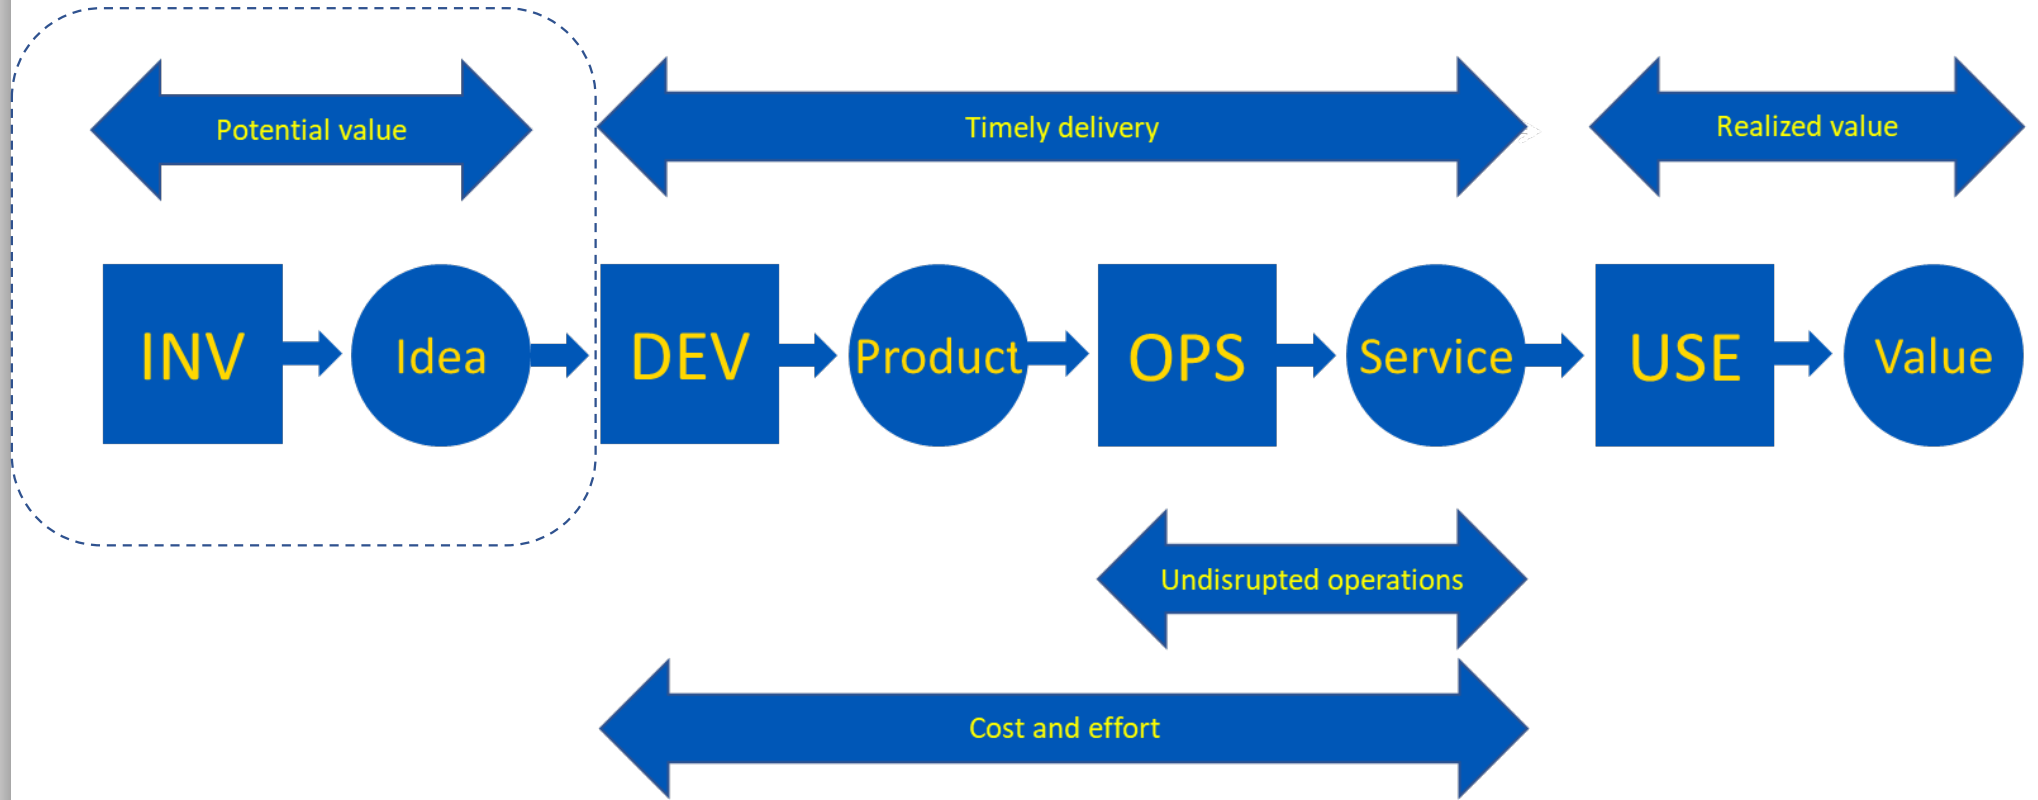 Potential value
Timely delivery
Realized value
INV
Idea
DEV
Product
OPS
Service
USE
Value
Undisrupted operations
Cost and effort